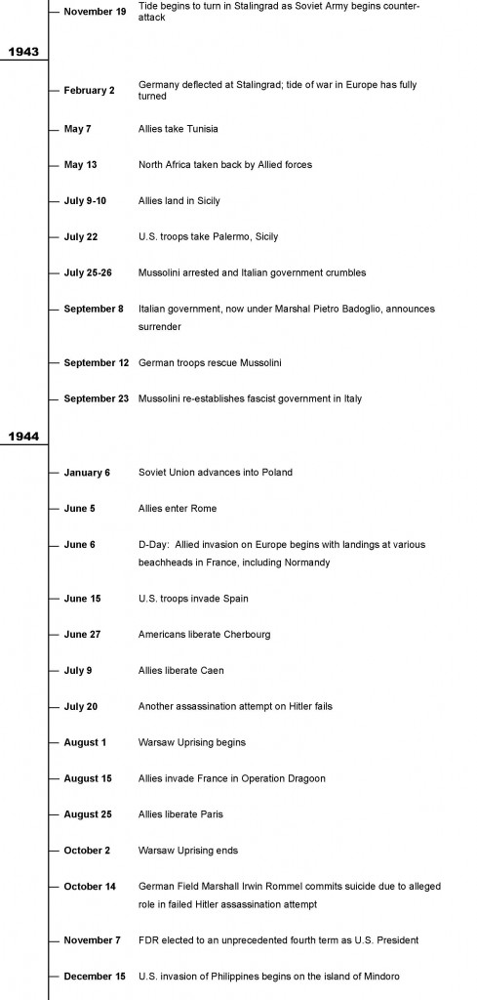 November 19 Tide begins to turn in Stalingrad as Soviet Army begins counter-
attack
1943
February 2 Germany deflected at Stalingrad; tide of war in Europe has fully
turned
May 7 Allies take Tunisia
May 13 North Africa taken back by Allied forces
July 9-10 Allies land in Sicily
July 22 U.S. troops take Palermo, Sicily
July 25-26 Mussolini arrested and Italian government crumbles
September 8 Italian government, now under Marshal Pietro Badoglio, announces
surrender
September 12 German troops rescue Mussolini
September 23 Mussolini re-establishes fascist government in Italy
1944
January 6 Soviet Union advances into Poland
June 5 Allies enter Rome
June 6 D-Day: Allied invasion on Europe begins with landings at various
beachheads in France, including Normandy
June 15 U.S. troops invade Spain
June 27 Americans liberate Cherbourg
July 9 Allies liberate Caen
July 20 Another assassination attempt on Hitler fails
August 1 Warsaw Uprising begins
August 15 Allies invade France in Operation Dragoon
August 25 Allies liberate Paris
October 2 Warsaw Uprising ends
October 14 German Field Marshall Irwin Rommel commits suicide due to alleged
role in failed Hitler assassination attempt
November 7 FDR elected to an unprecedented fourth term as U.S. President
December 15 U.S. invasion of Philippines begins on the island of Mindoro